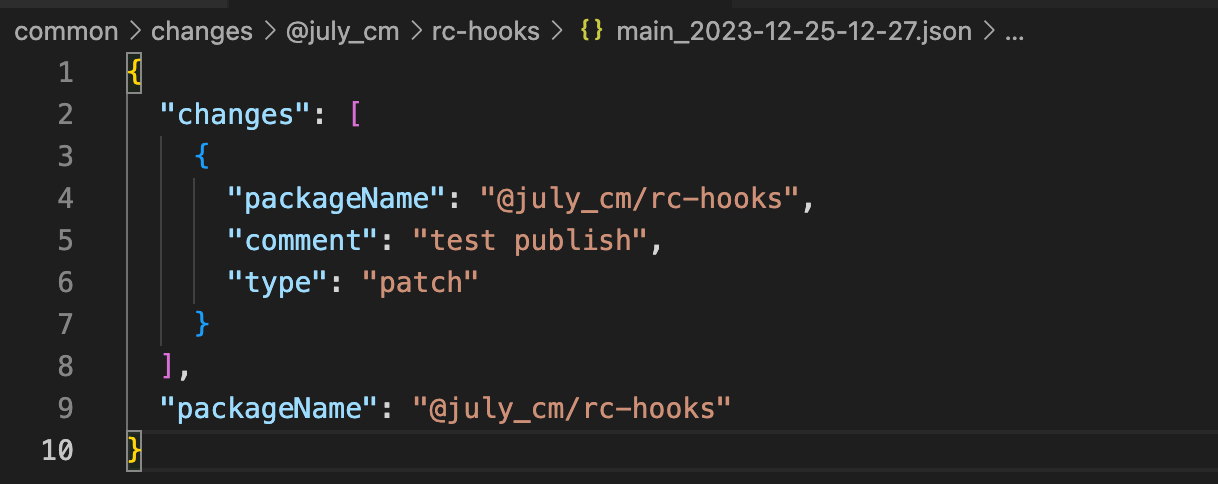 common > changes > @july_cm > rc-hooks > {} main_2023-12-25-12-27.json > ...
1 {
2   "changes": [
3     {
4       "packageName": "@july_cm/rc-hooks",
5       "comment": "test publish",
6       "type": "patch"
7     }
8   ],
9   "packageName": "@july_cm/rc-hooks"
10 }